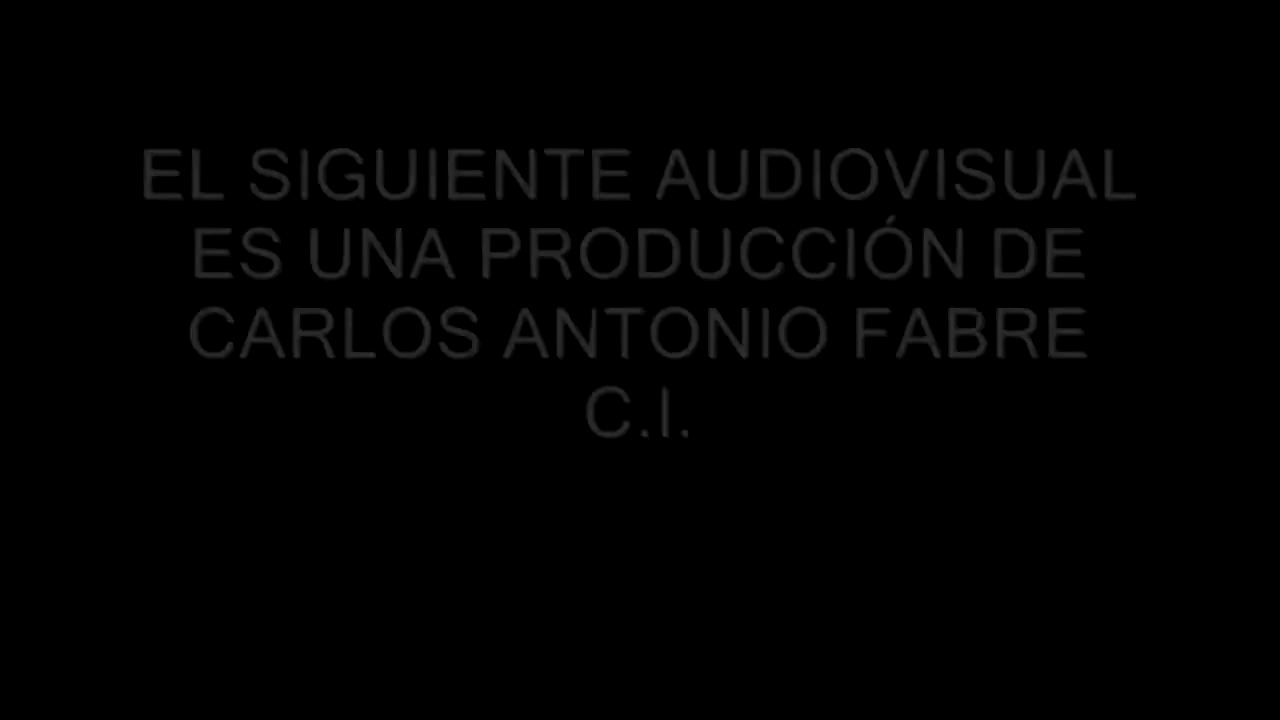 EL SIGUIENTE AUDIOVISUAL
ES UNA PRODUCCIÓN DE
CARLOS ANTONIO FABRE
C.I.